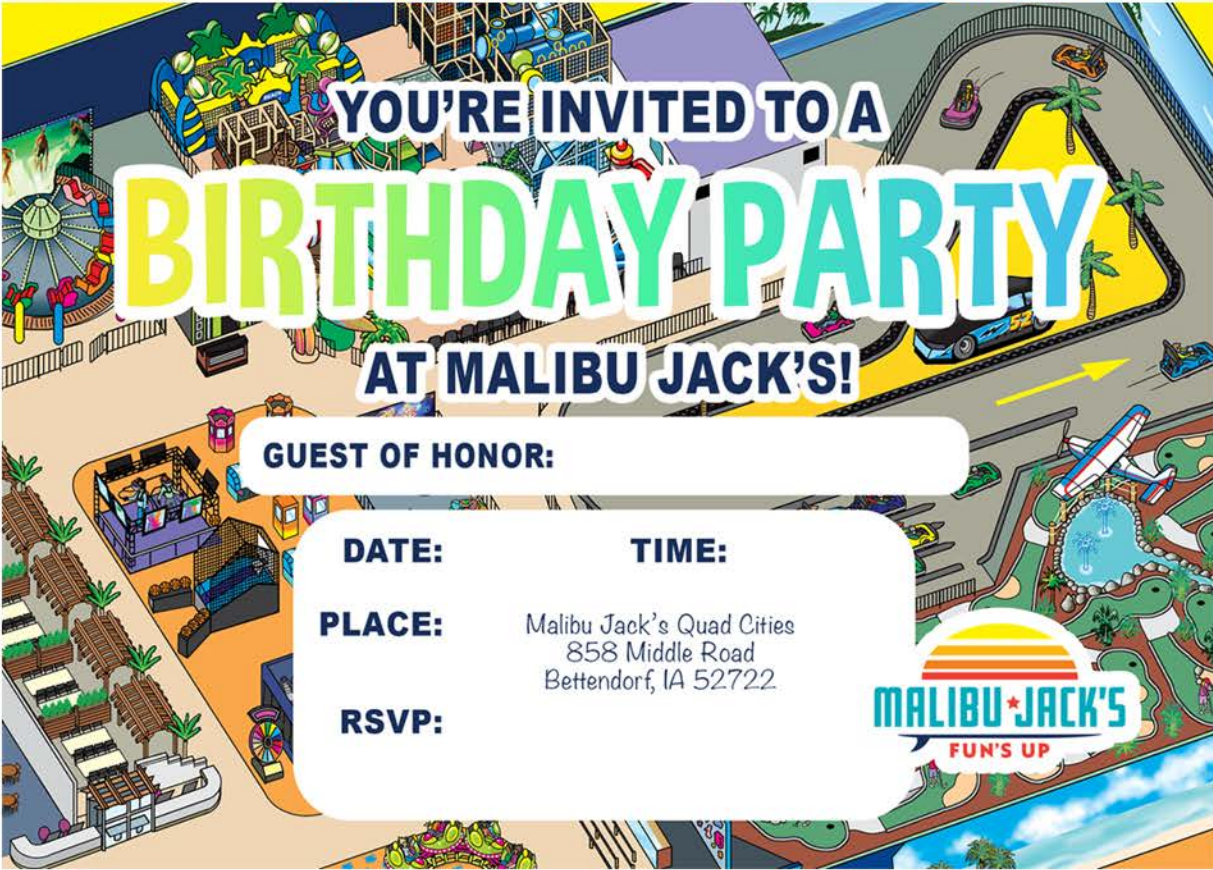 YOU'RE INVITED TO A
BIRTHDAY PARTY
AT MALIBU JACK'S!
GUEST OF HONOR:
DATE: TIME:
PLACE: Malibu Jack's Quad Cities
858 Middle Road
Bettendorf, IA 52722
RSVP:
MALIBU★JACK'S
FUN'S UP